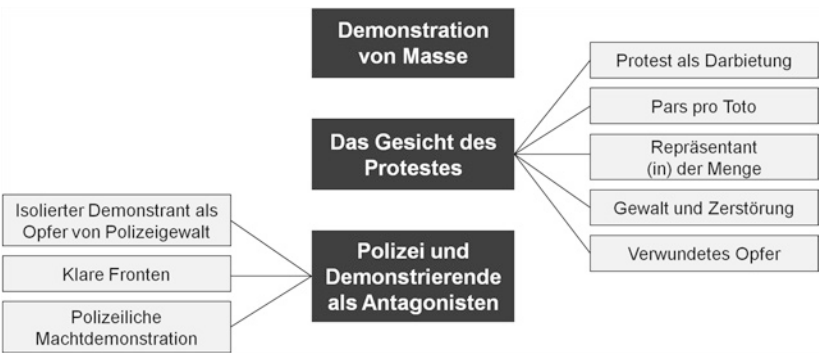 Demonstration
von Masse
Protest als Darbietung
Pars pro Toto
Das Gesicht des
Protestes
Repräsentant
(in) der Menge
Gewalt und Zerstörung
Verwundetes Opfer
Isolierter Demonstrant als
Opfer von Polizeigewalt
Klare Fronten
Polizeiliche
Machtdemonstration
Polizei und
Demonstrierende
als Antagonisten